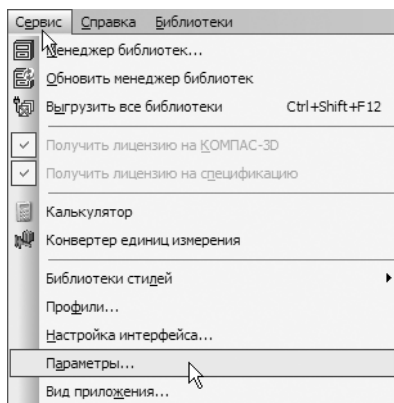 Сервис Справка Библиотеки
Менеджер библиотек...
Обновить менеджер библиотек
Выгрузить все библиотеки Ctrl+Shift+F12
Получить лицензию на КОМПАС-3D
Получить лицензию на спецификацию
Калькулятор
Конвертер единиц измерения
Библиотеки стилей
Профили...
Настройка интерфейса...
Параметры...
Вид приложения...